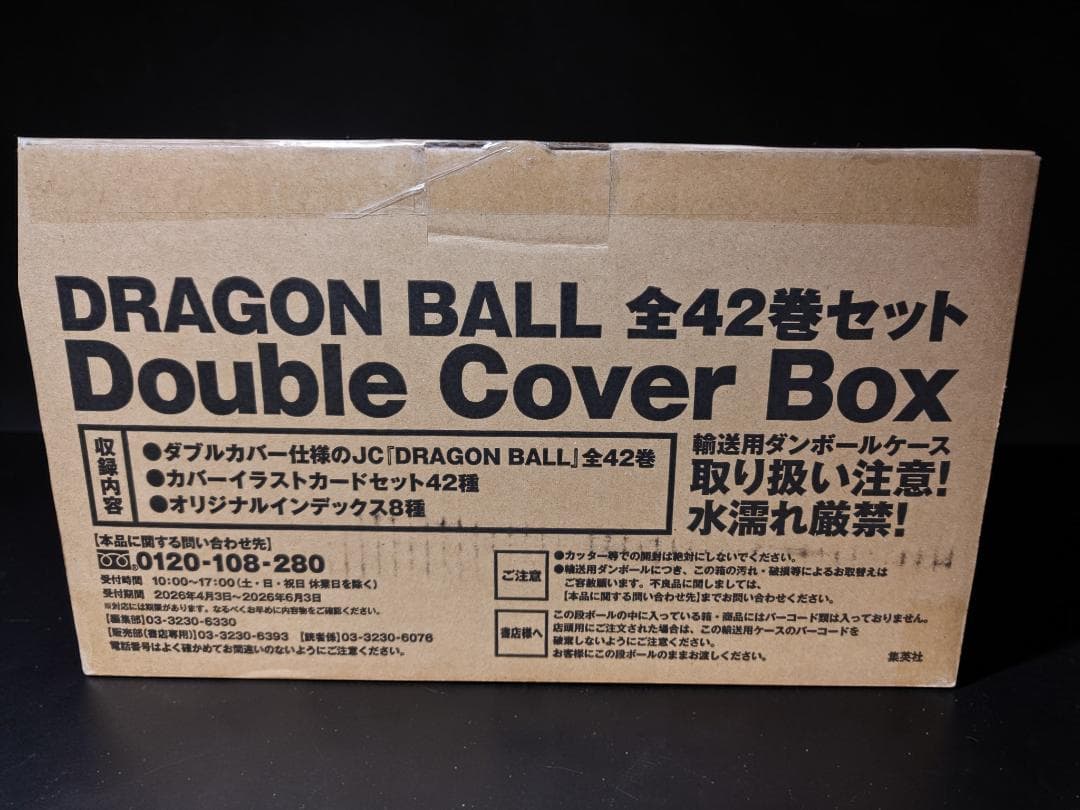 DRAGON BALL 全42巻セット
Double Cover Box
収録内容
●ダブルカバー仕様のJC『DRAGON BALL』全42巻
●カバーイラストカードセット42種
●オリジナルインデックス8種
輸送用ダンボールケース
取り扱い注意!
水濡れ厳禁!
【本品に関する問い合わせ先】
0120-108-280
受付時間 10:00~17:00(土・日・祝日 休業日を除く)
受付期間 2026年4月3日~2026年6月3日
※対応には期限があります。なるべくお早めに内容物をご確認ください。
【編集部】03-3230-6330
【販売部(書店専用)】03-3230-6393 【読者係】03-3230-6076
電話番号はよく確かめてお間違いのないようにご注意ください。
ご注意
●カッター等での開封は絶対にしないでください。
●輸送用ダンボールにつき、この箱の汚れ・破損等によるお取替えは
ご容赦願います。不良品に関しましては、
【本品に関する問い合わせ先】までお問い合わせください。
書店様へ
この段ボールの中に入っている箱・商品にはバーコード類は入っておりません。
店頭用にご注文された場合は、この輸送用ケースのバーコードを
破棄しないようにご注意ください。
お客様にこの段ボールのままお渡しください。
集英社